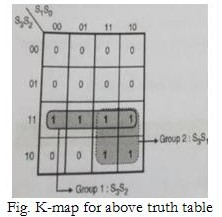 S₁S₀
S₃S₂ 00 01 11 10
00 0 0 0 0
01 0 0 0 0
11 1 1 1 1
10 0 0 1 1
Group 2 : S₃S₁
Group 1 : S₃S₂
Fig. K-map for above truth table